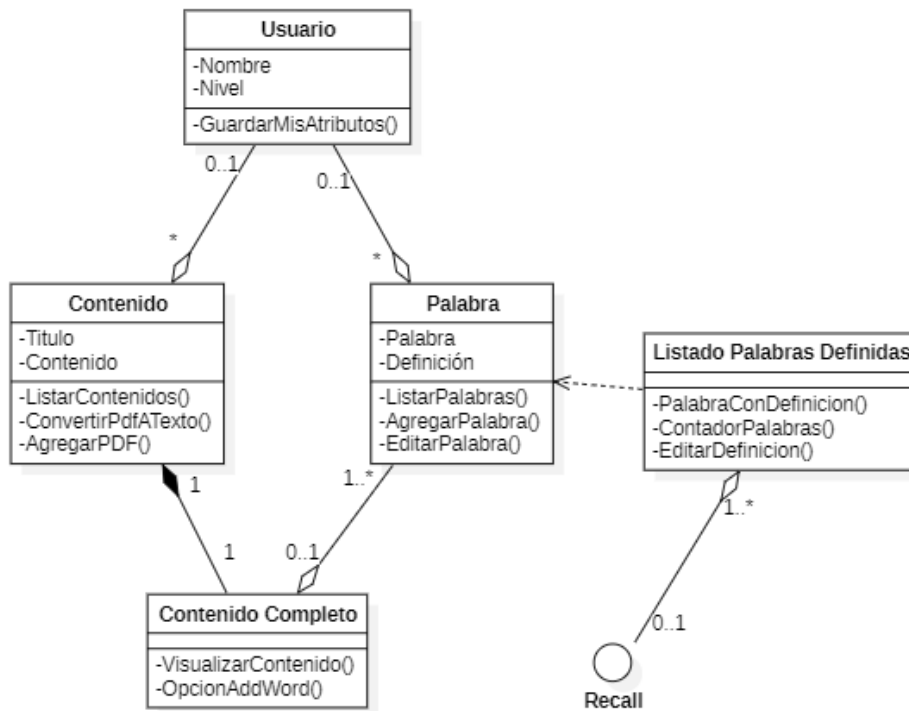 Usuario
-Nombre
-Nivel
-GuardarMisAtributos()
0..1
0..1
*
*
Contenido
-Titulo
-Contenido
-ListarContenidos()
-ConvertirPdfATexto()
-AgregarPDF()
Palabra
-Palabra
-Definición
-ListarPalabras()
-AgregarPalabra()
-EditarPalabra()
Listado Palabras Definidas
-PalabraConDefinicion()
-ContadorPalabras()
-EditarDefinicion()
1
1..*
1..*
1
0..1
Contenido Completo
-VisualizarContenido()
-OpcionAddWord()
0..1
Recall